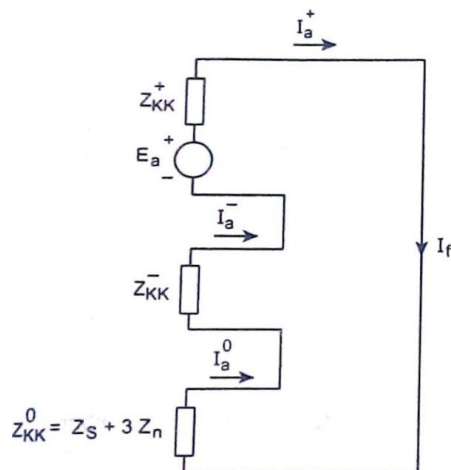 I_a^+
Z_KK^+
E_a + −
I_a^-
I_f
Z_KK^-
I_a^0
Z_KK^0 = Z_S + 3 Z_n